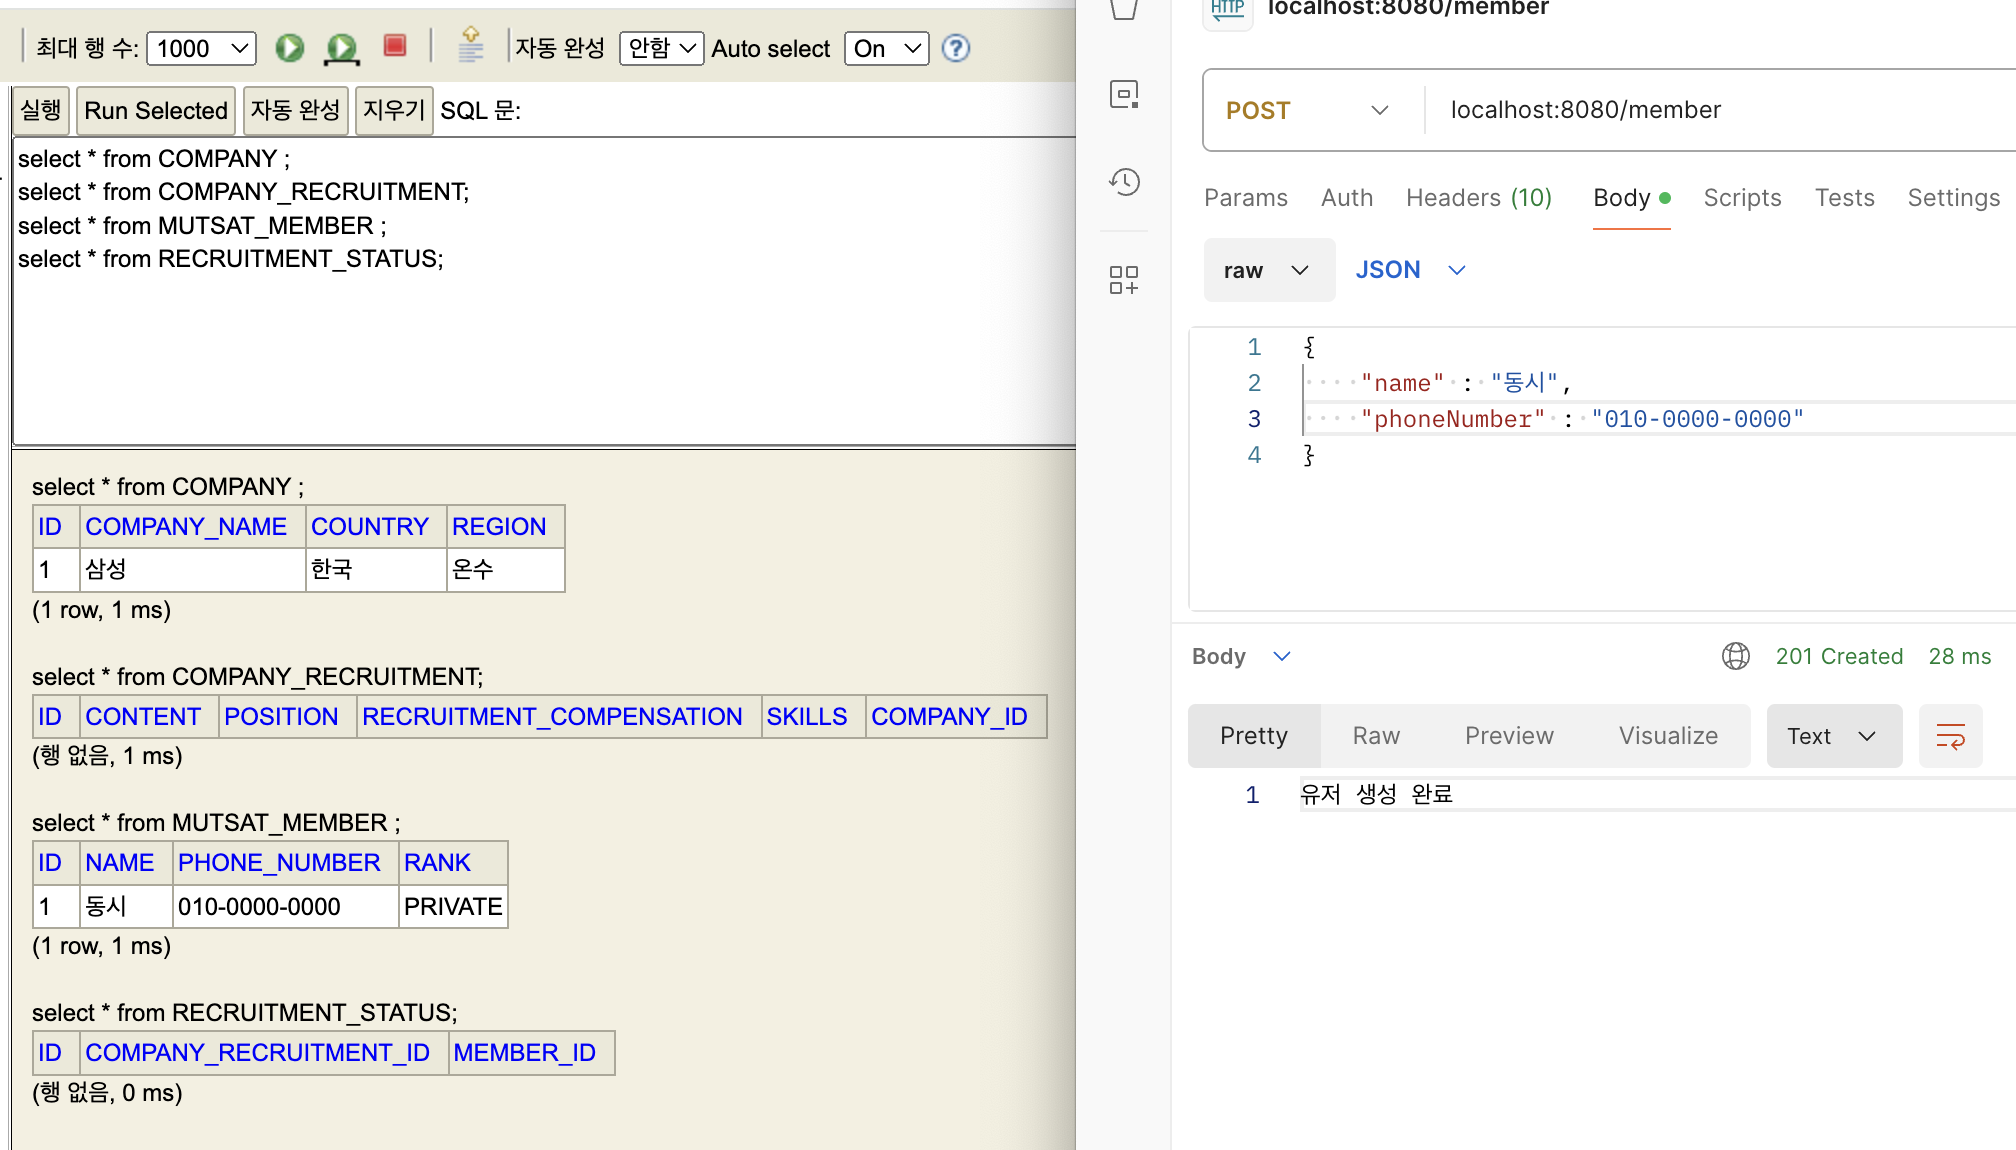 최대 행 수: 1000 자동 완성 안함 Auto select On ?
실행 Run Selected 자동 완성 지우기 SQL 문:
select * from COMPANY ;
select * from COMPANY_RECRUITMENT;
select * from MUTSAT_MEMBER ;
select * from RECRUITMENT_STATUS;
select * from COMPANY ;
ID COMPANY_NAME COUNTRY REGION
1 삼성 한국 온수
(1 row, 1 ms)
select * from COMPANY_RECRUITMENT;
ID CONTENT POSITION RECRUITMENT_COMPENSATION SKILLS COMPANY_ID
(행 없음, 1 ms)
select * from MUTSAT_MEMBER ;
ID NAME PHONE_NUMBER RANK
1 동시 010-0000-0000 PRIVATE
(1 row, 1 ms)
select * from RECRUITMENT_STATUS;
ID COMPANY_RECRUITMENT_ID MEMBER_ID
(행 없음, 0 ms)
HTTP localhost:8080/member
POST localhost:8080/member
Params Auth Headers (10) Body Scripts Tests Settings
raw JSON
1 {
2 "name" : "동시",
3 "phoneNumber" : "010-0000-0000"
4 }
Body 201 Created 28 ms
Pretty Raw Preview Visualize Text
1 유저 생성 완료